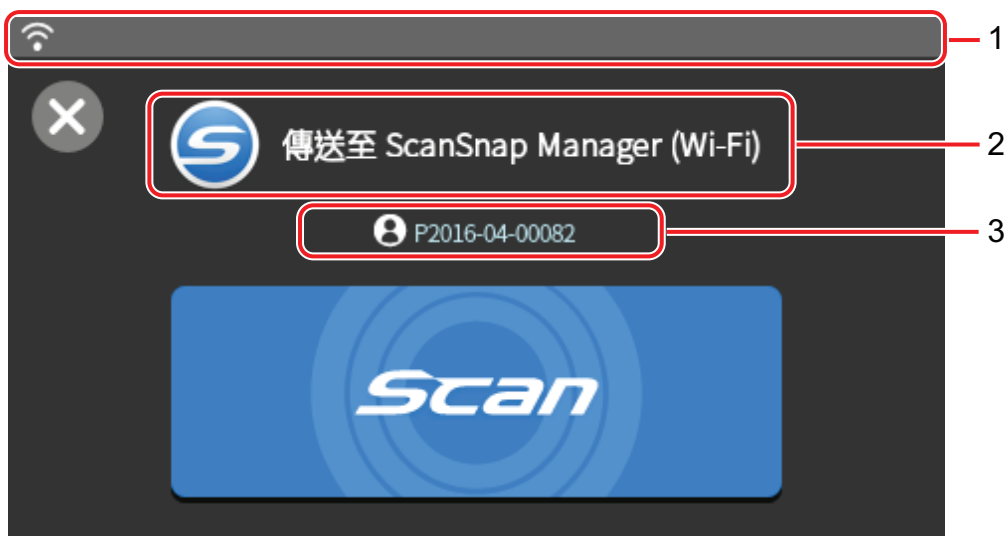 1
傳送至 ScanSnap Manager (Wi-Fi)
2
P2016-04-00082
3
Scan